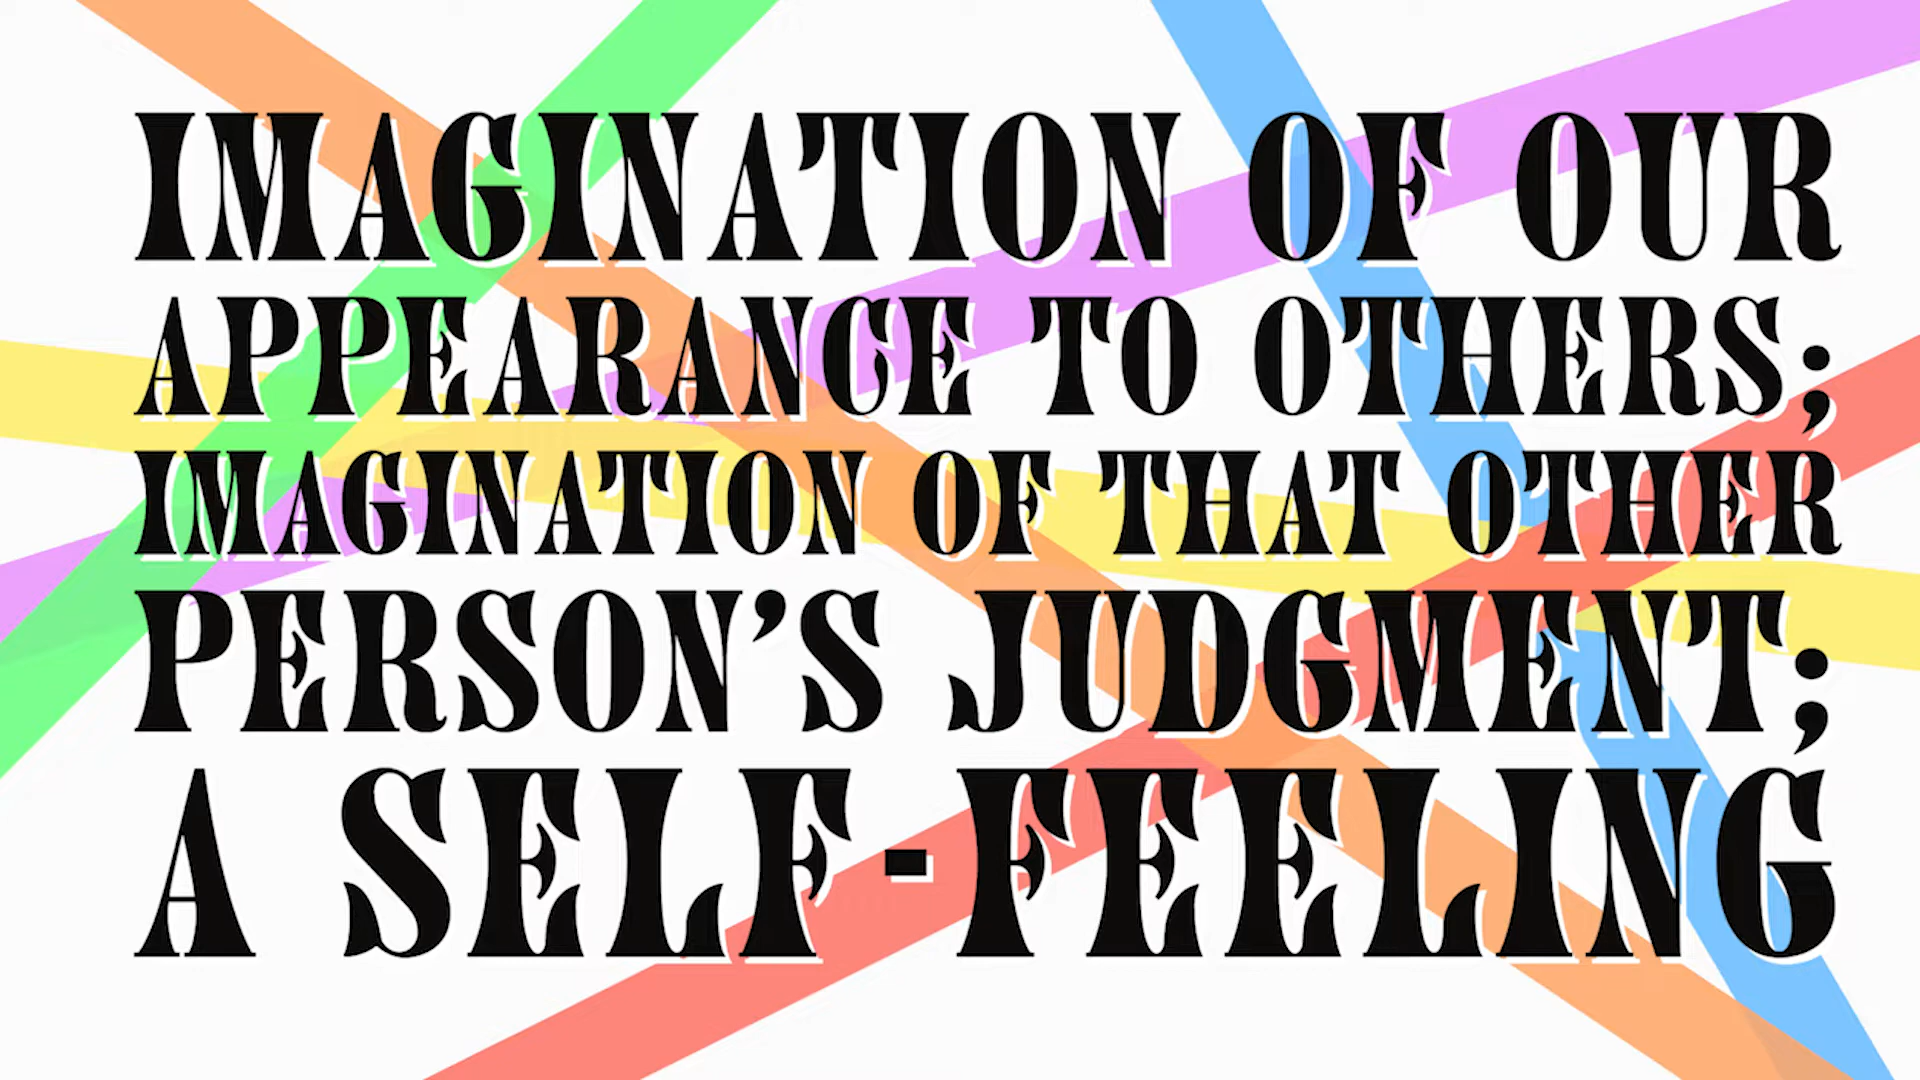 IMAGINATION OF OUR
APPEARANCE TO OTHERS;
IMAGINATION OF THAT OTHER
PERSON’S JUDGMENT;
A SELF-FEELING